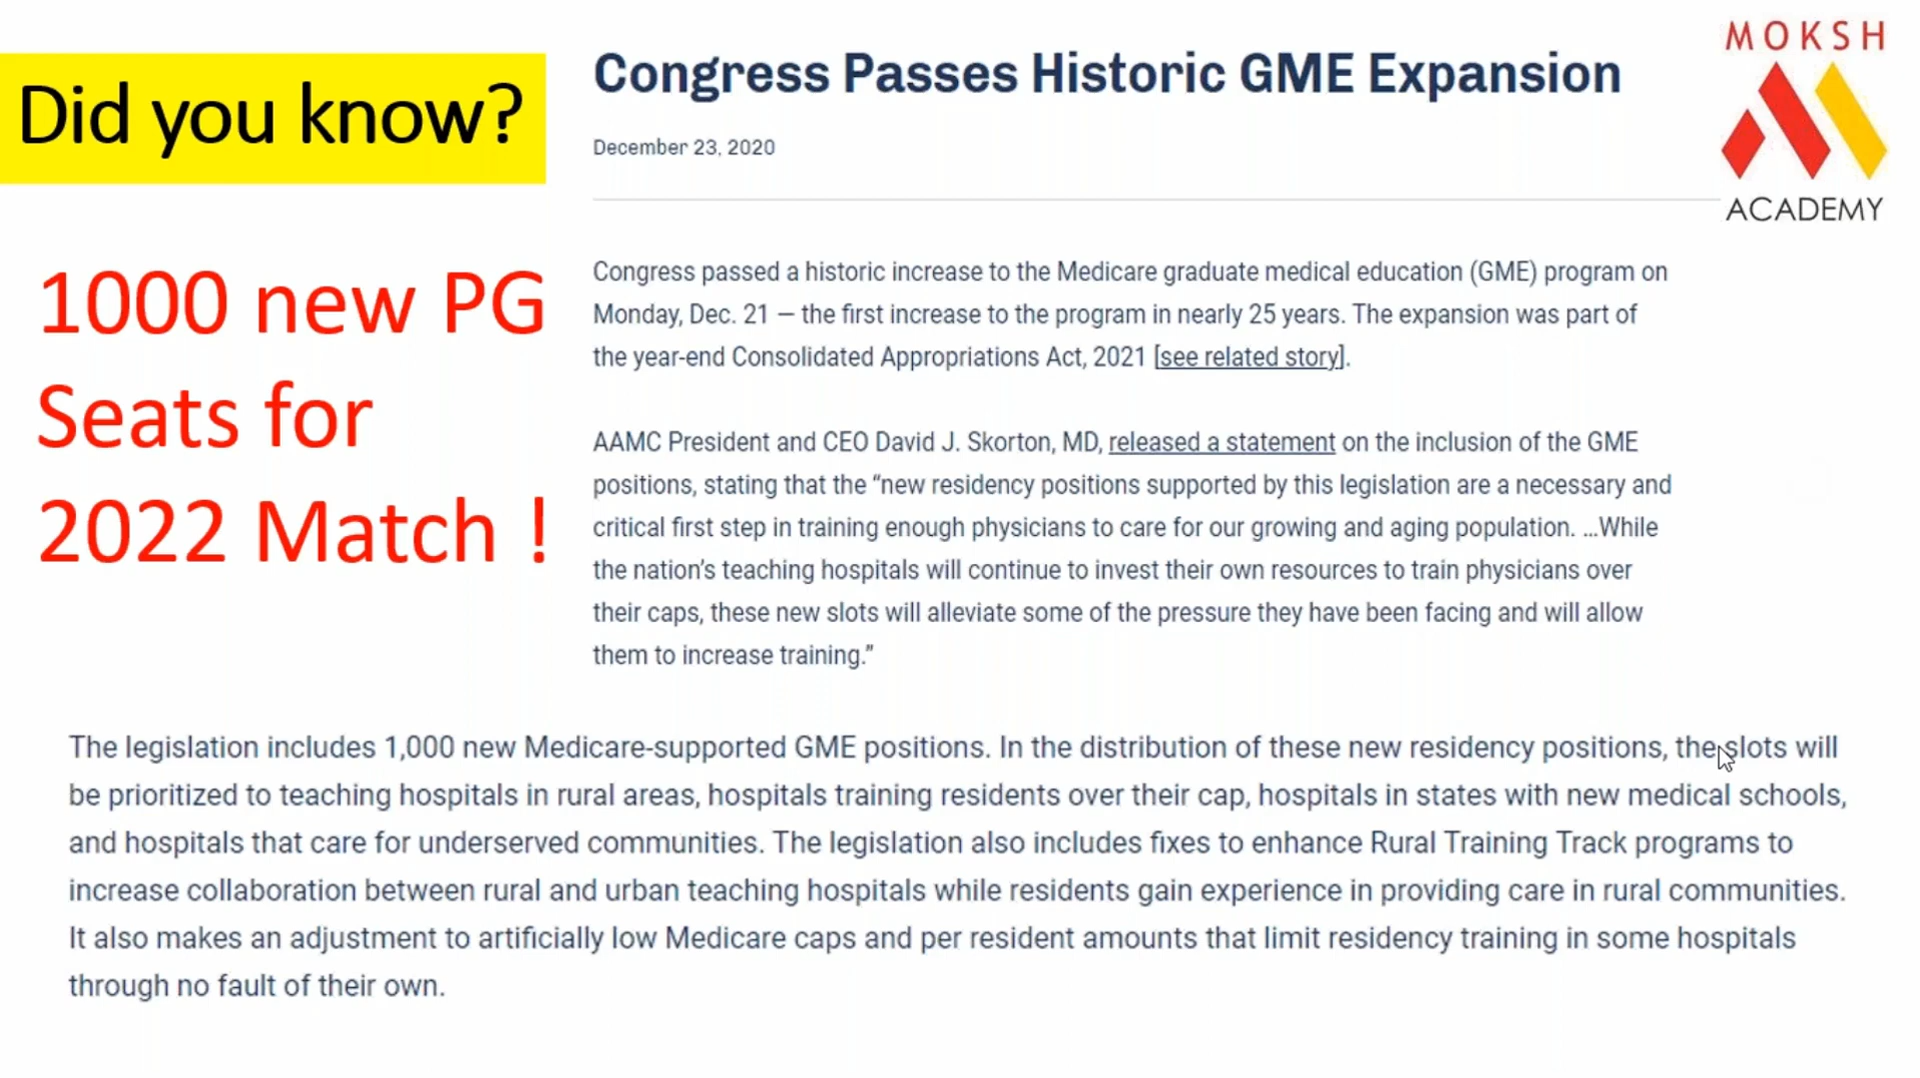 Did you know?
1000 new PG
Seats for
2022 Match !
Congress Passes Historic GME Expansion
December 23, 2020
MOKSH
ACADEMY
Congress passed a historic increase to the Medicare graduate medical education (GME) program on
Monday, Dec. 21 — the first increase to the program in nearly 25 years. The expansion was part of
the year-end Consolidated Appropriations Act, 2021 [see related story].
AAMC President and CEO David J. Skorton, MD, released a statement on the inclusion of the GME
positions, stating that the “new residency positions supported by this legislation are a necessary and
critical first step in training enough physicians to care for our growing and aging population. …While
the nation’s teaching hospitals will continue to invest their own resources to train physicians over
their caps, these new slots will alleviate some of the pressure they have been facing and will allow
them to increase training.”
The legislation includes 1,000 new Medicare-supported GME positions. In the distribution of these new residency positions, the slots will
be prioritized to teaching hospitals in rural areas, hospitals training residents over their cap, hospitals in states with new medical schools,
and hospitals that care for underserved communities. The legislation also includes fixes to enhance Rural Training Track programs to
increase collaboration between rural and urban teaching hospitals while residents gain experience in providing care in rural communities.
It also makes an adjustment to artificially low Medicare caps and per resident amounts that limit residency training in some hospitals
through no fault of their own.